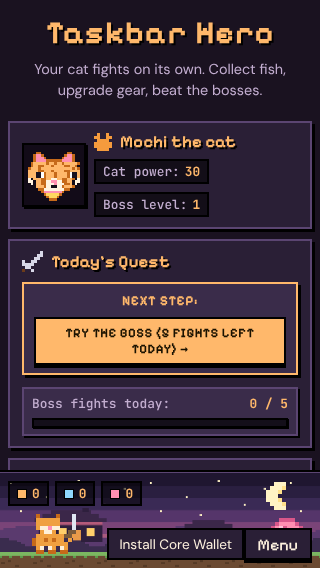 Taskbar Hero
Your cat fights on its own. Collect fish,
upgrade gear, beat the bosses.
Mochi the cat
Cat power: 30
Boss level: 1
Today's Quest
NEXT STEP:
TRY THE BOSS (5 FIGHTS LEFT
TODAY) →
Boss fights today: 0 / 5
0 0 0
Install Core Wallet Menu